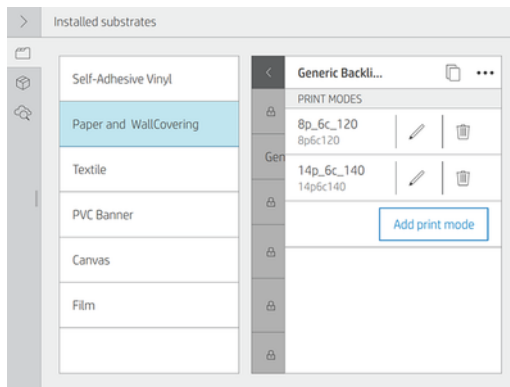 Installed substrates
Self-Adhesive Vinyl
Paper and WallCovering
Textile
PVC Banner
Canvas
Film
Gen
Generic Backli...
PRINT MODES
8p_6c_120
8p6c120
14p_6c_140
14p6c140
Add print mode